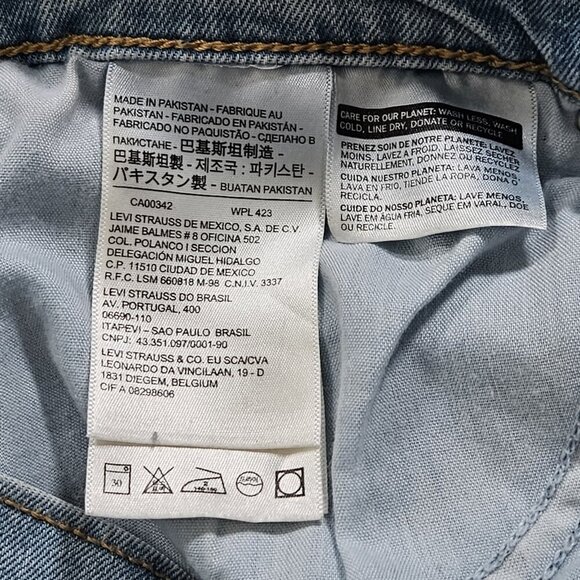 MADE IN PAKISTAN - FABRIQUE AU
PAKISTAN - FABRICADO EN PAKISTÁN -
FABRICADO NO PAQUISTÃO - СДЕЛАНО В
ПАКИСТАНЕ - 巴基斯坦制造 -
巴基斯坦製 - 제조국 : 파키스탄 -
パキスタン製 - BUATAN PAKISTAN
CA00342 WPL 423
LEVI STRAUSS DE MEXICO, S.A. DE C.V.
JAIME BALMES # 8 OFICINA 502
COL. POLANCO I SECCION
DELEGACIÓN MIGUEL HIDALGO
C.P. 11510 CIUDAD DE MEXICO
R.F.C. LSM 660818 M-98 C.N.I.V. 3337
LEVI STRAUSS DO BRASIL
AV. PORTUGAL, 400
06690-110
ITAPEVI – SAO PAULO BRASIL
CNPJ: 43.351.097/0001-90
LEVI STRAUSS & CO. EU SCA/CVA
LEONARDO DA VINCILAAN, 19 - D
1831 DIEGEM, BELGIUM
CIF A 08298606
30
CARE FOR OUR PLANET: WASH LESS, WASH
COLD, LINE DRY, DONATE OR RECYCLE.
PRENEZ SOIN DE NOTRE PLANÈTE: LAVEZ
MOINS, LAVEZ A FROID, LAISSEZ SÉCHER
NATURELLEMENT, DONNEZ OU RECYCLEZ
CUIDA NUESTRO PLANETA: LAVA MENOS,
LAVA EN FRÍO, TIENDE LA ROPA, DONA O
RECICLA.
CUIDE DO NOSSO PLANETA: LAVE MENOS,
LAVE EM ÁGUA FRIA, SEQUE EM VARAL, DOE
OU RECICLE.